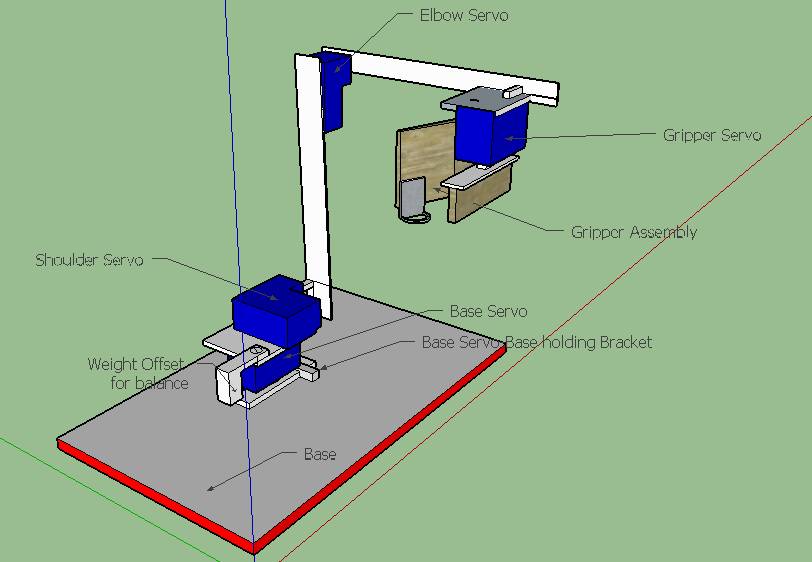 Elbow Servo
Gripper Servo
Gripper Assembly
Shoulder Servo
Base Servo
Base Servo Base holding Bracket
Weight Offset
for balance
Base